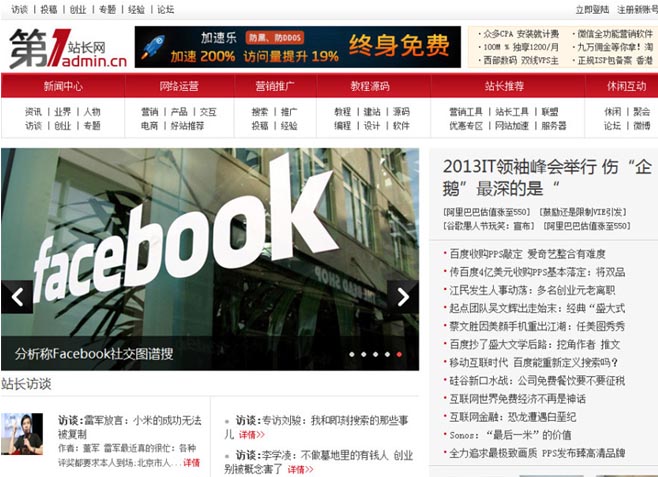 访谈 | 投稿 | 创业 | 专题 | 经验 | 论坛
立即登陆 | 注册新账号
第1站长网
admin.cn
加速乐 防黑、防DDOS
加速 200% 访问量提升 19% 终身免费
·众多CPA 安装统计费 ·微信全功能营销软件
·100M % 独享1200/月 ·九万佣金等你拿! 淘
·西部数码 双线VPS主 ·正规ISP包备案 香港
新闻中心 网络运营 营销推广 教程源码 站长推荐 休闲互动
资讯 | 业界 | 人物 营销 | 产品 | 交互 搜索 | 推广 教程 | 建站 | 源码 营销工具 | 站长工具 | 联盟 休闲 | 聚会
访谈 | 创业 | 专题 电商 | 好站推荐 投稿 | 经验 编程 | 设计 | 软件 优惠专区 | 网站加速 | 服务器 论坛 | 微博
facebook
THE READ SHOP
分析称Facebook社交图谱搜
2013IT领袖峰会举行 伤“企
鹅”最深的是“
[阿里巴巴估值涨至550] [鼓励还是限制VIE引发]
[谷歌愚人节玩笑:宣布] [阿里巴巴估值涨至550]
·百度收购PPS敲定 爱奇艺整合有难度
·传百度4亿美元收购PPS基本落定:将双品
·江民发生人事动荡:多名创业元老离职
·起点团队吴文辉出走始末:经典“盛大式
·蔡文胜因美颜手机重出江湖:任美图秀秀
·百度抄了盛大文学后路:挖角作者 推文
·移动互联时代 百度能重新定义搜索吗?
·硅谷新口水战:公司免费餐饮要不要征税
·互联网世界免费经济不再是神话
·互联网金融:恐龙遭遇白垩纪
·Sonos:“最后一米”的价值
·全力追求最极致画质 PPS发布臻高清品牌
站长访谈
访谈:雷军放言:小米的成功无法
被复制
作者:董军 雷军最近真的很忙:各种
评奖都要求本人到场;北京市人...详情
访谈:专访刘骏:我和即刻搜索的那些事
儿 详情>>
访谈:李学凌:不做墓地里的有钱人 创业
别被概念害了 详情>>